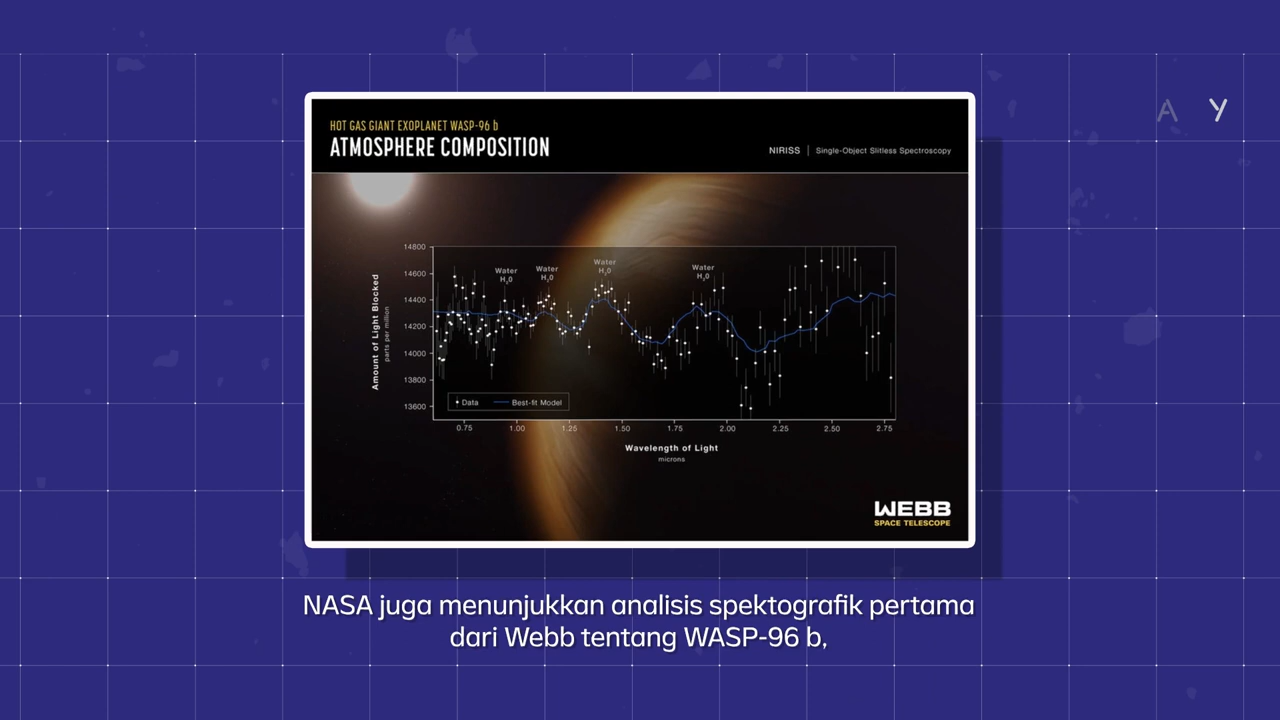 HOT GAS GIANT EXOPLANET WASP-96 b
ATMOSPHERE COMPOSITION
NIRISS | Single-Object Slitless Spectroscopy
A Y
14800
14600
14400
14200
14000
13800
13600
Amount of Light Blocked
parts per million
Water
H₂O
Water
H₂O
Water
H₂O
Water
H₂O
Data
Best-fit Model
0.75 1.00 1.25 1.50 1.75 2.00 2.25 2.50 2.75
Wavelength of Light
microns
WEBB
SPACE TELESCOPE
NASA juga menunjukkan analisis spektografik pertama
dari Webb tentang WASP-96 b,